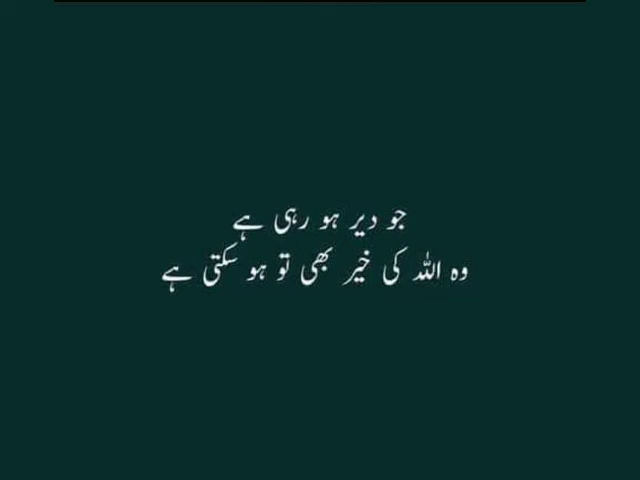 جو دیر ہو رہی ہے
وہ اللہ کی خیر بھی تو ہو سکتی ہے